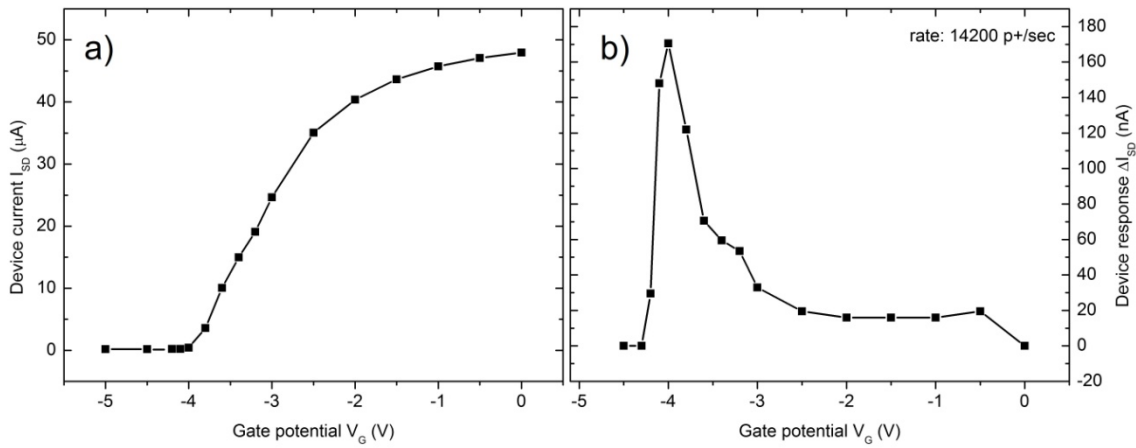 a)
50
40
30
20
10
0
Device current I_SD (μA)
-5 -4 -3 -2 -1 0
Gate potential V_G (V)
b)
rate: 14200 p+/sec
180
160
140
120
100
80
60
40
20
0
-20
Device response ΔI_SD (nA)
-5 -4 -3 -2 -1 0
Gate potential V_G (V)